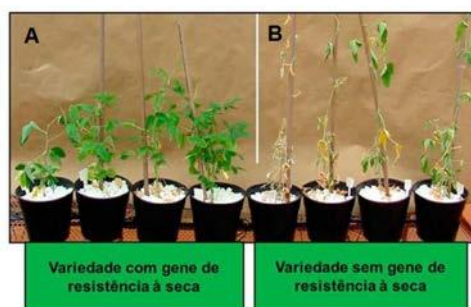 A
B
Variedade com gene de
resistência à seca
Variedade sem gene de
resistência à seca